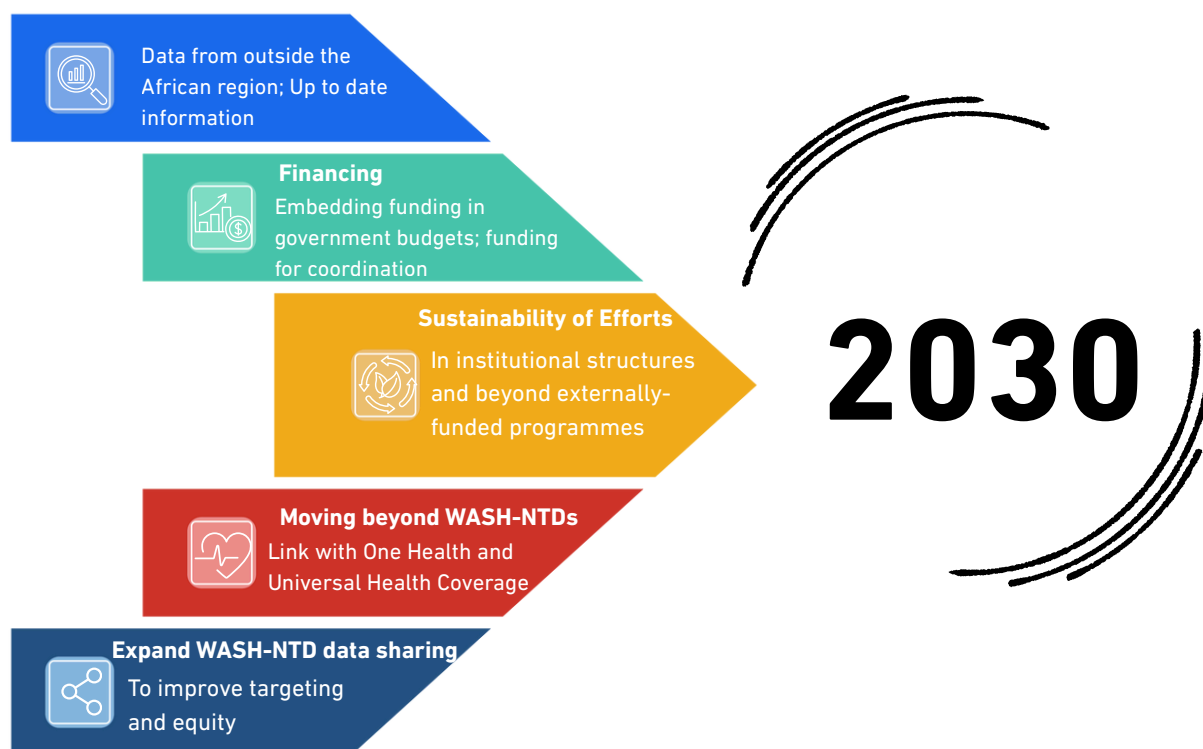 Data from outside the
African region; Up to date
information
Financing
Embedding funding in
government budgets; funding
for coordination
Sustainability of Efforts
In institutional structures
and beyond externally-
funded programmes
Moving beyond WASH-NTDs
Link with One Health and
Universal Health Coverage
Expand WASH-NTD data sharing
To improve targeting
and equity
2030